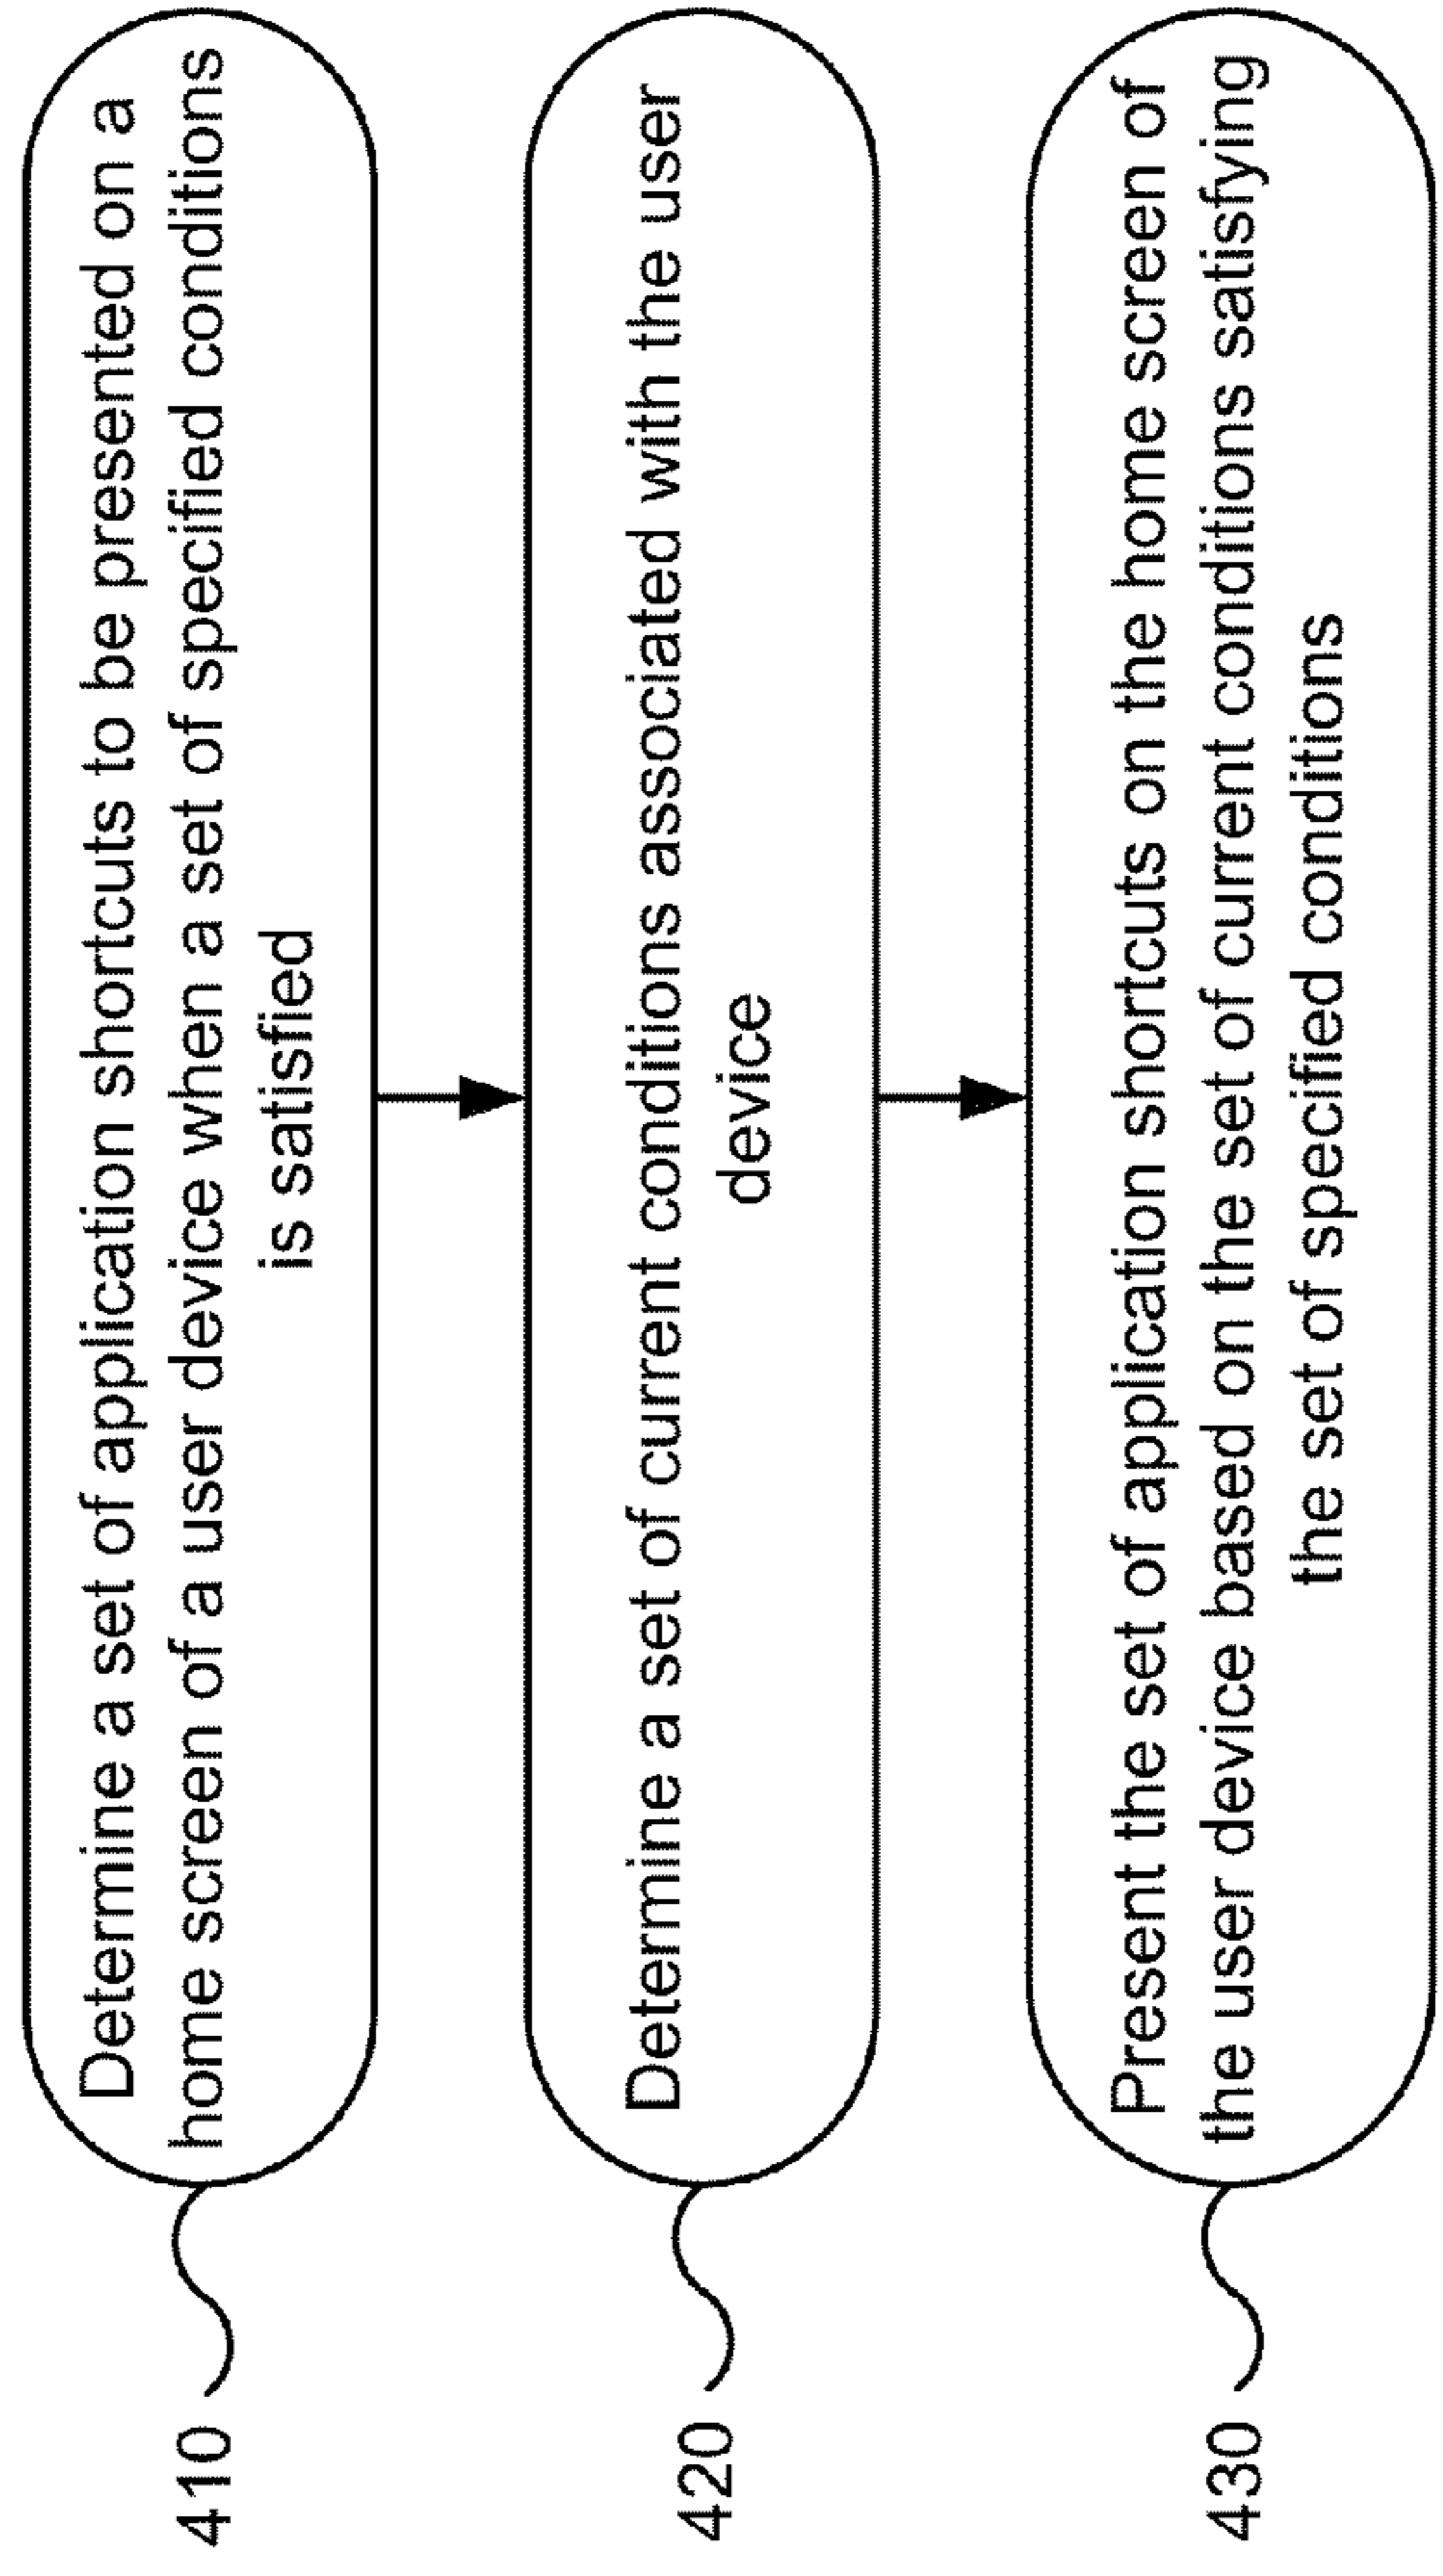 410
Determine a set of application shortcuts to be presented on a
home screen of a user device when a set of specified conditions
is satisfied
420
Determine a set of current conditions associated with the user
device
430
Present the set of application shortcuts on the home screen of
the user device based on the set of current conditions satisfying
the set of specified conditions